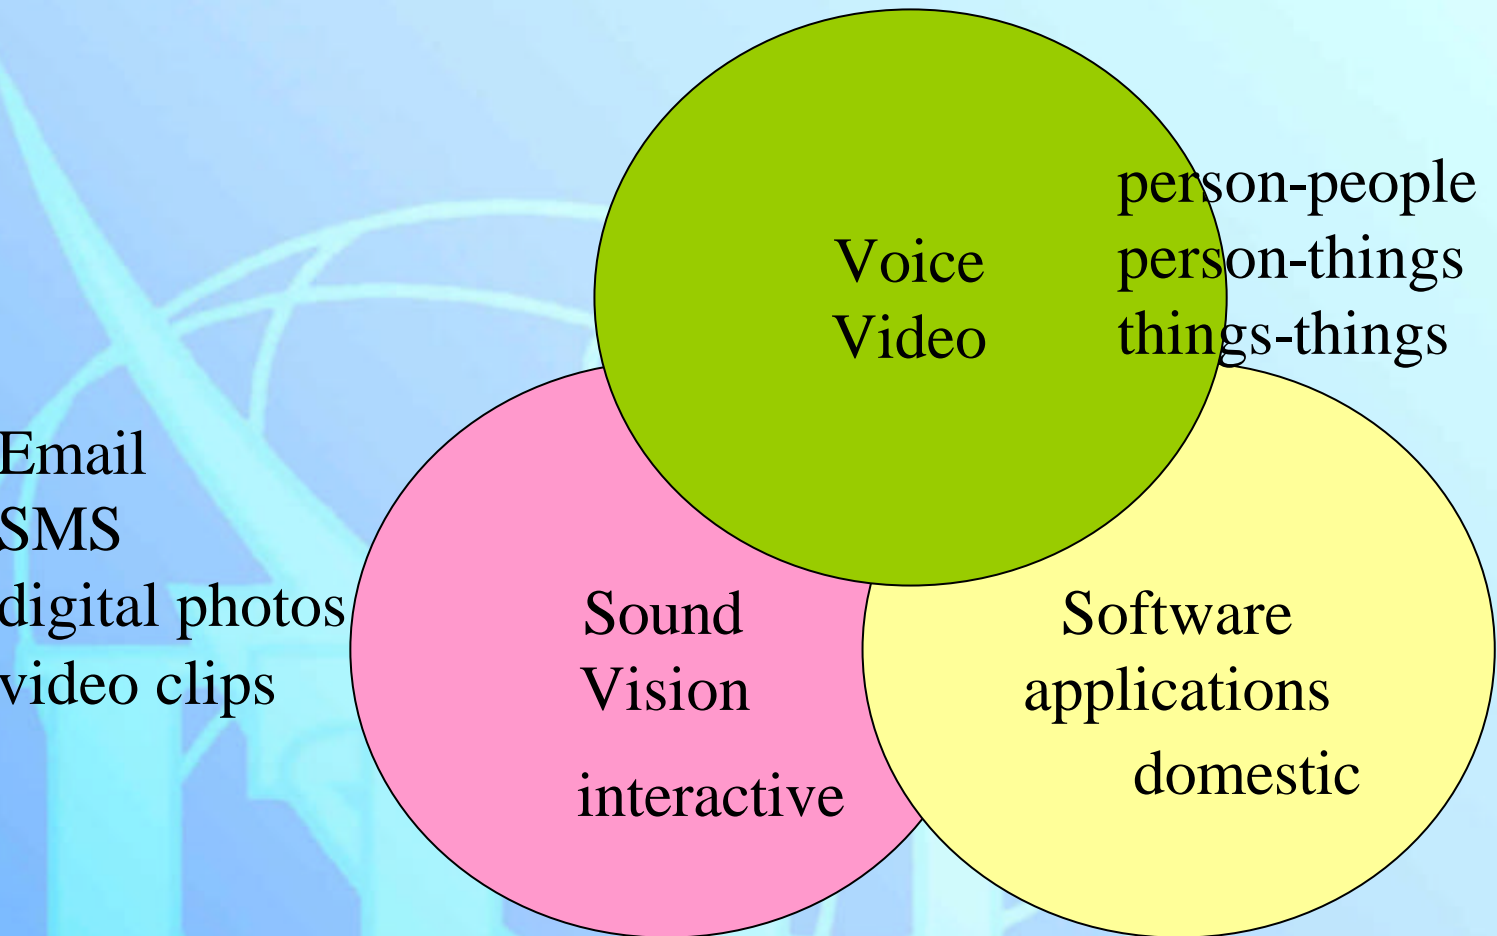 Voice
Video
person-people
person-things
things-things
Email
SMS
digital photos
video clips
Sound
Vision
interactive
Software
applications
domestic